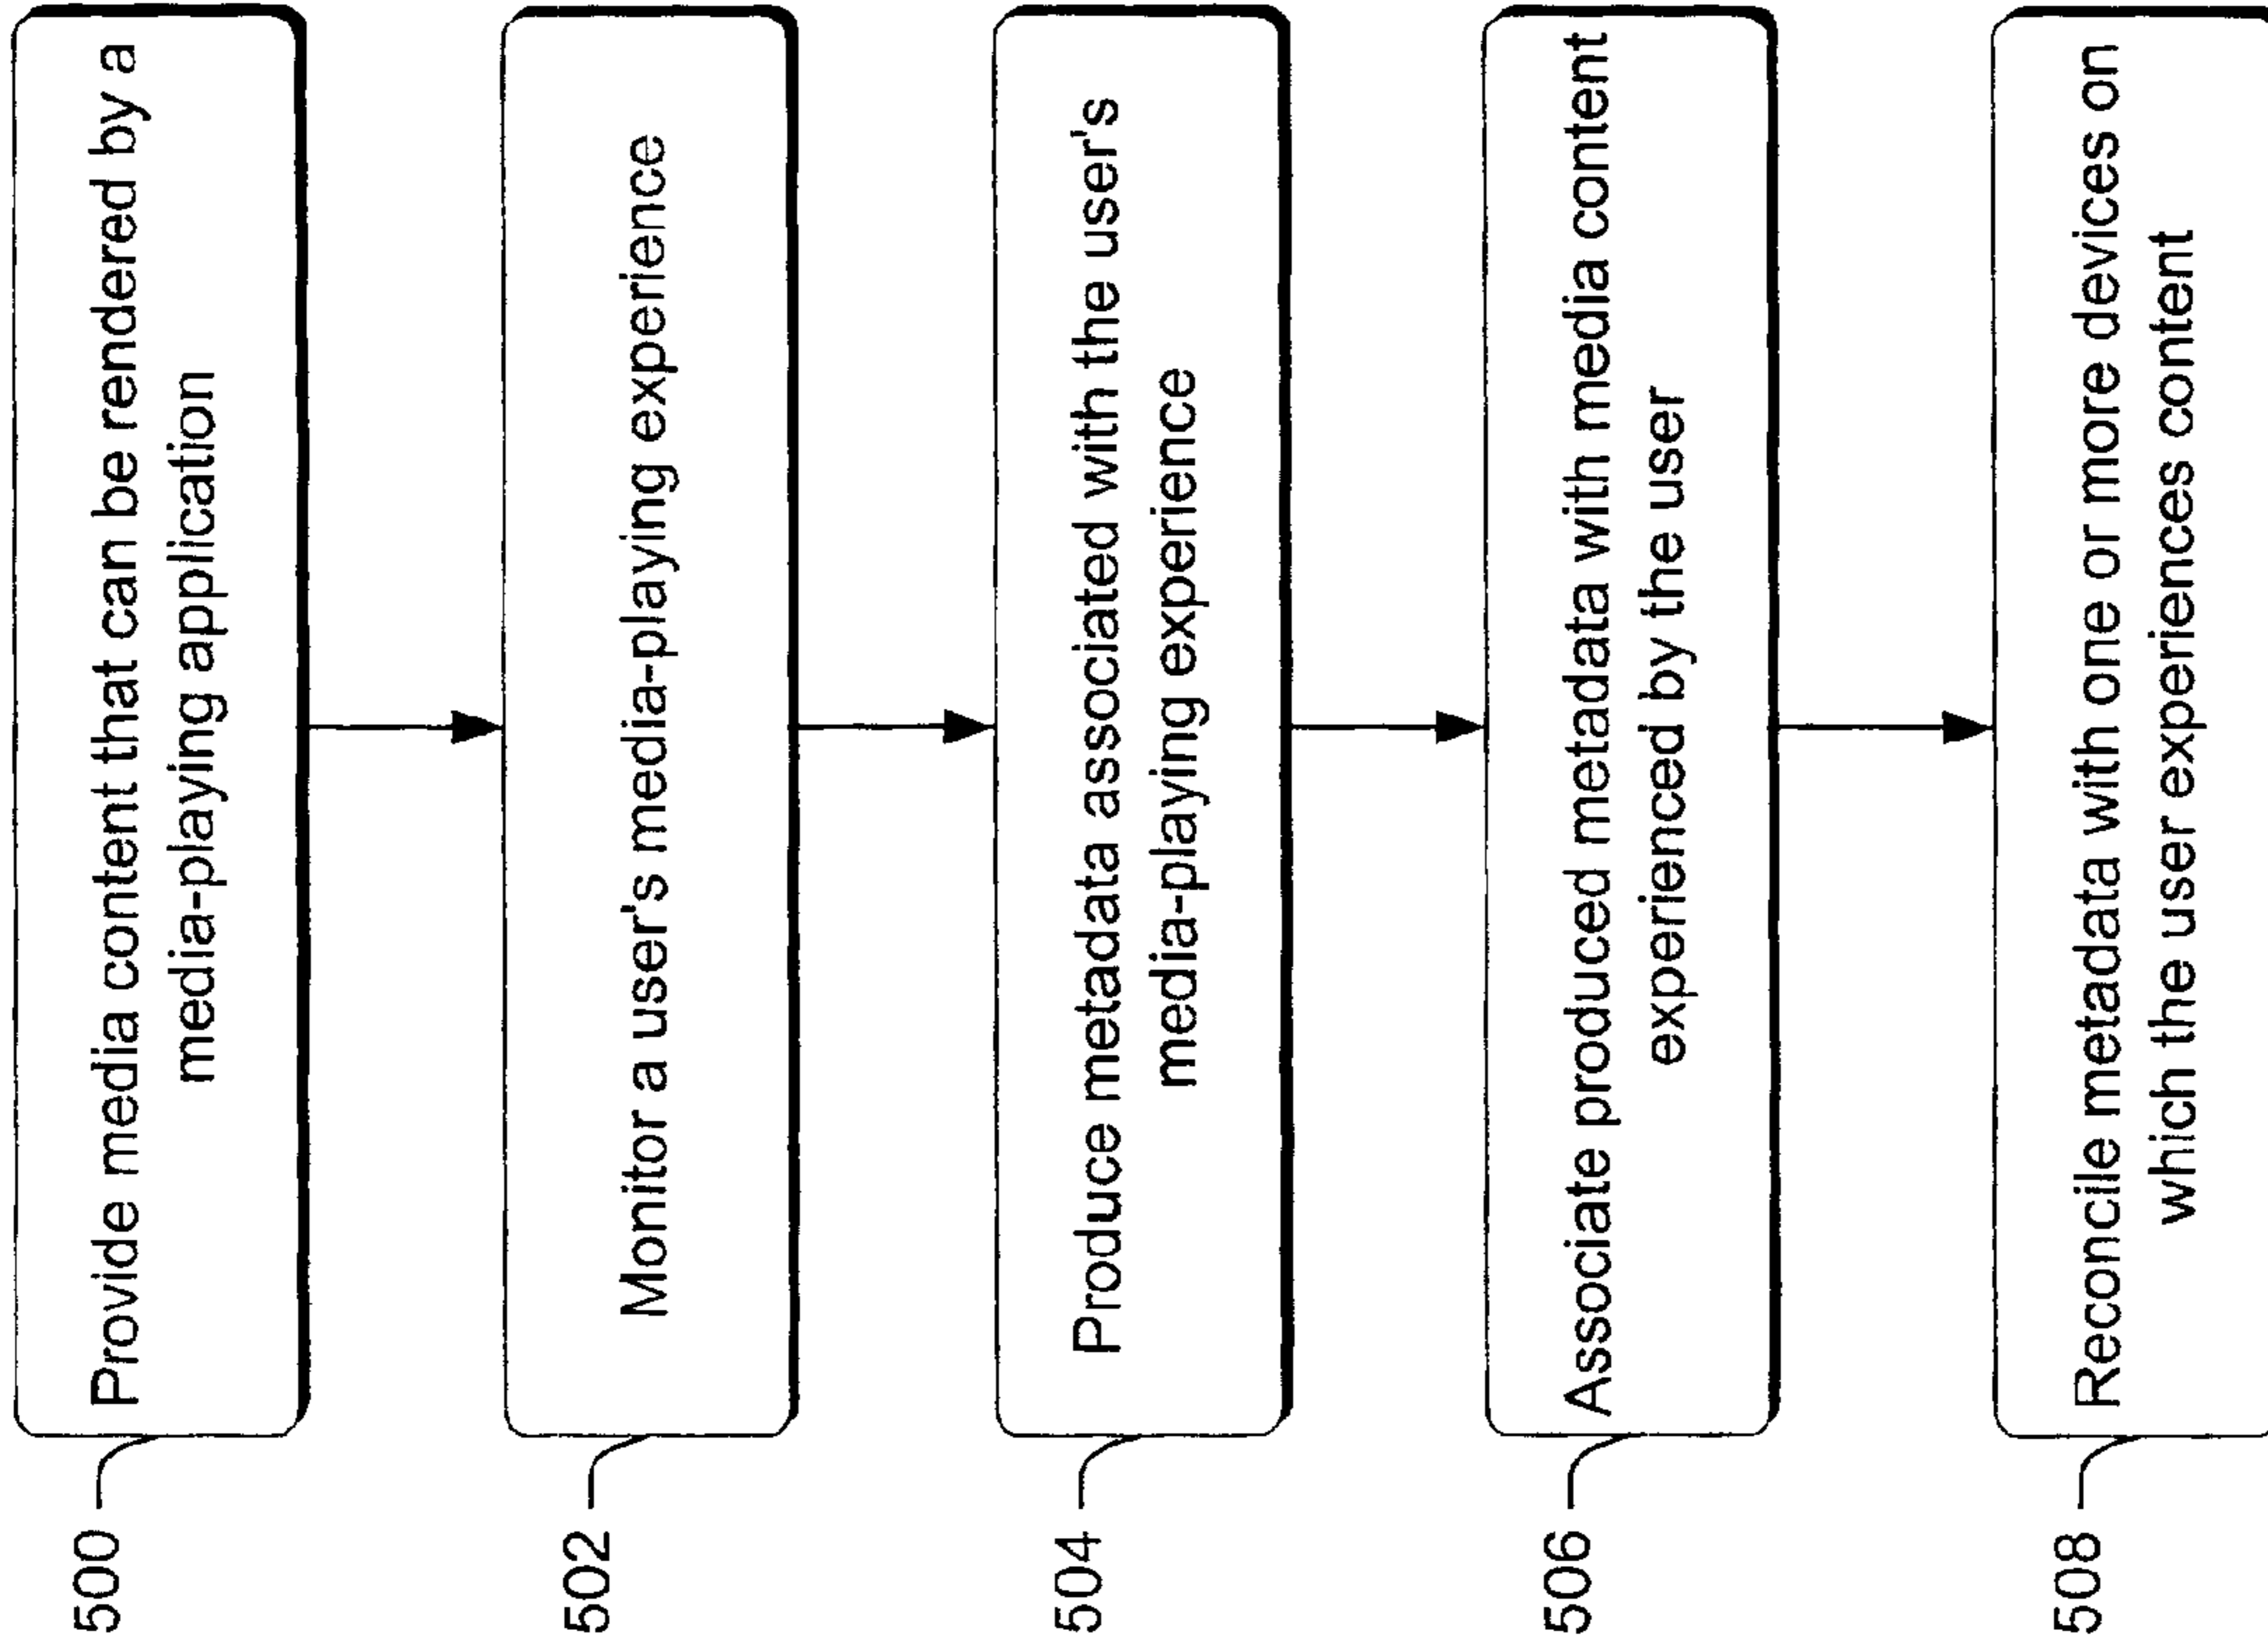 500
Provide media content that can be rendered by a
media-playing application
502
Monitor a user's media-playing experience
504
Produce metadata associated with the user's
media-playing experience
506
Associate produced metadata with media content
experienced by the user
508
Reconcile metadata with one or more devices on
which the user experiences content